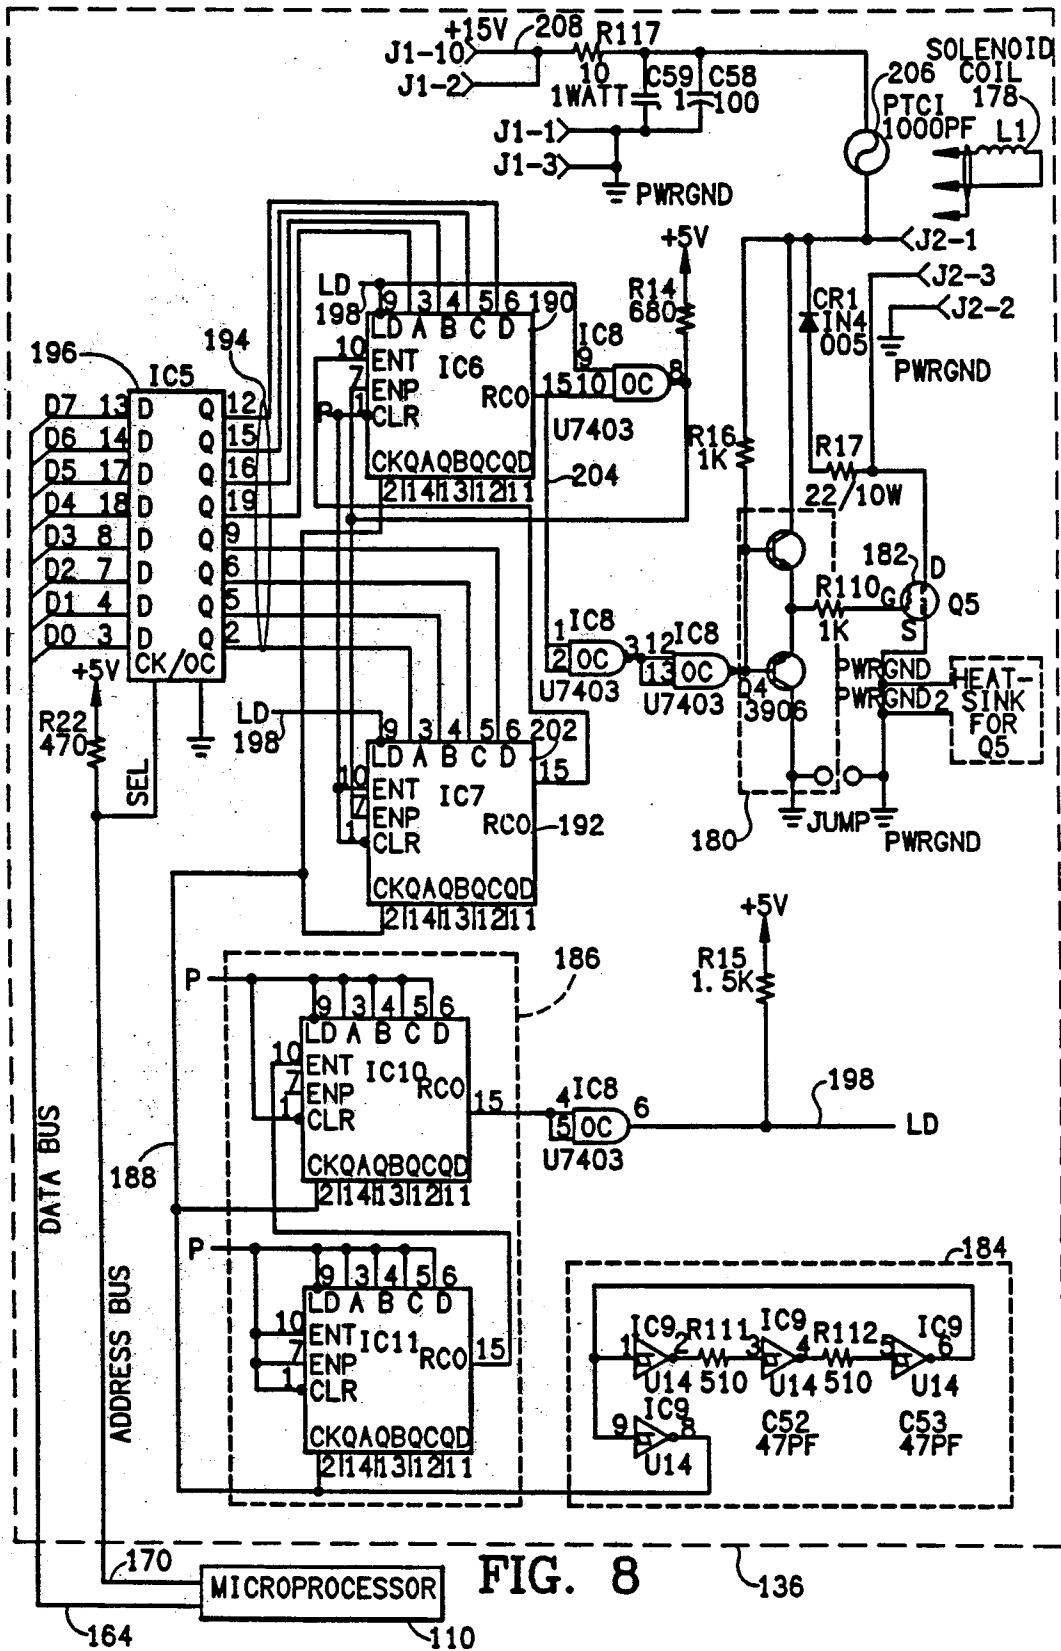 +15V 208 R117
J1-10
J1-2
10
1WATT
C59
1
C58
100
J1-1
J1-3
PWRGND
SOLENOID
COIL
178
206
PTCI
1000PF
L1
+5V
J2-1
J2-3
J2-2
PWRGND
R14
680
CR1
IN4
005
LD
198
9 3 4 5 6
190
LD A B C D
10 ENT
7 ENP
1 CLR
P
IC6
RCO
15
CKQAQBQCQD
2 14 13 12 11
IC8
9
10
OC
8
U7403
204
R16
1K
R17
22/10W
196
IC5
194
D7 13 D Q 12
D6 14 D Q 15
D5 17 D Q 16
D4 18 D Q 19
D3 8 D Q 9
D2 7 D Q 6
D1 4 D Q 5
D0 3 D Q 2
CK/OC
+5V
R22
470
SEL
1
2
IC8
OC
3
U7403
12
13
IC8
OC
U7403
D4
3906
R110
1K
182
D
G
S
Q5
PWRGND
PWRGND 2
HEAT-
SINK
FOR
Q5
180
JUMP
PWRGND
LD
198
9 3 4 5 6
202
LD A B C D
10 ENT
7 ENP
1 CLR
IC7
RCO
15
192
CKQAQBQCQD
2 14 13 12 11
P
186
9 3 4 5 6
LD A B C D
10 ENT
7 ENP
1 CLR
IC10
RCO
15
CKQAQBQCQD
2 14 13 12 11
+5V
R15
1.5K
4
5
IC8
OC
6
U7403
198
LD
188
DATA BUS
ADDRESS BUS
P
9 3 4 5 6
LD A B C D
10 ENT
7 ENP
1 CLR
IC11
RCO
15
CKQAQBQCQD
2 14 13 12 11
184
1 IC9 2 R111 3 IC9 4 R112 5 IC9 6
U14 510 U14 510 U14
9 IC9 8
U14
C52
47PF
C53
47PF
170
MICROPROCESSOR
164
110
FIG. 8
136